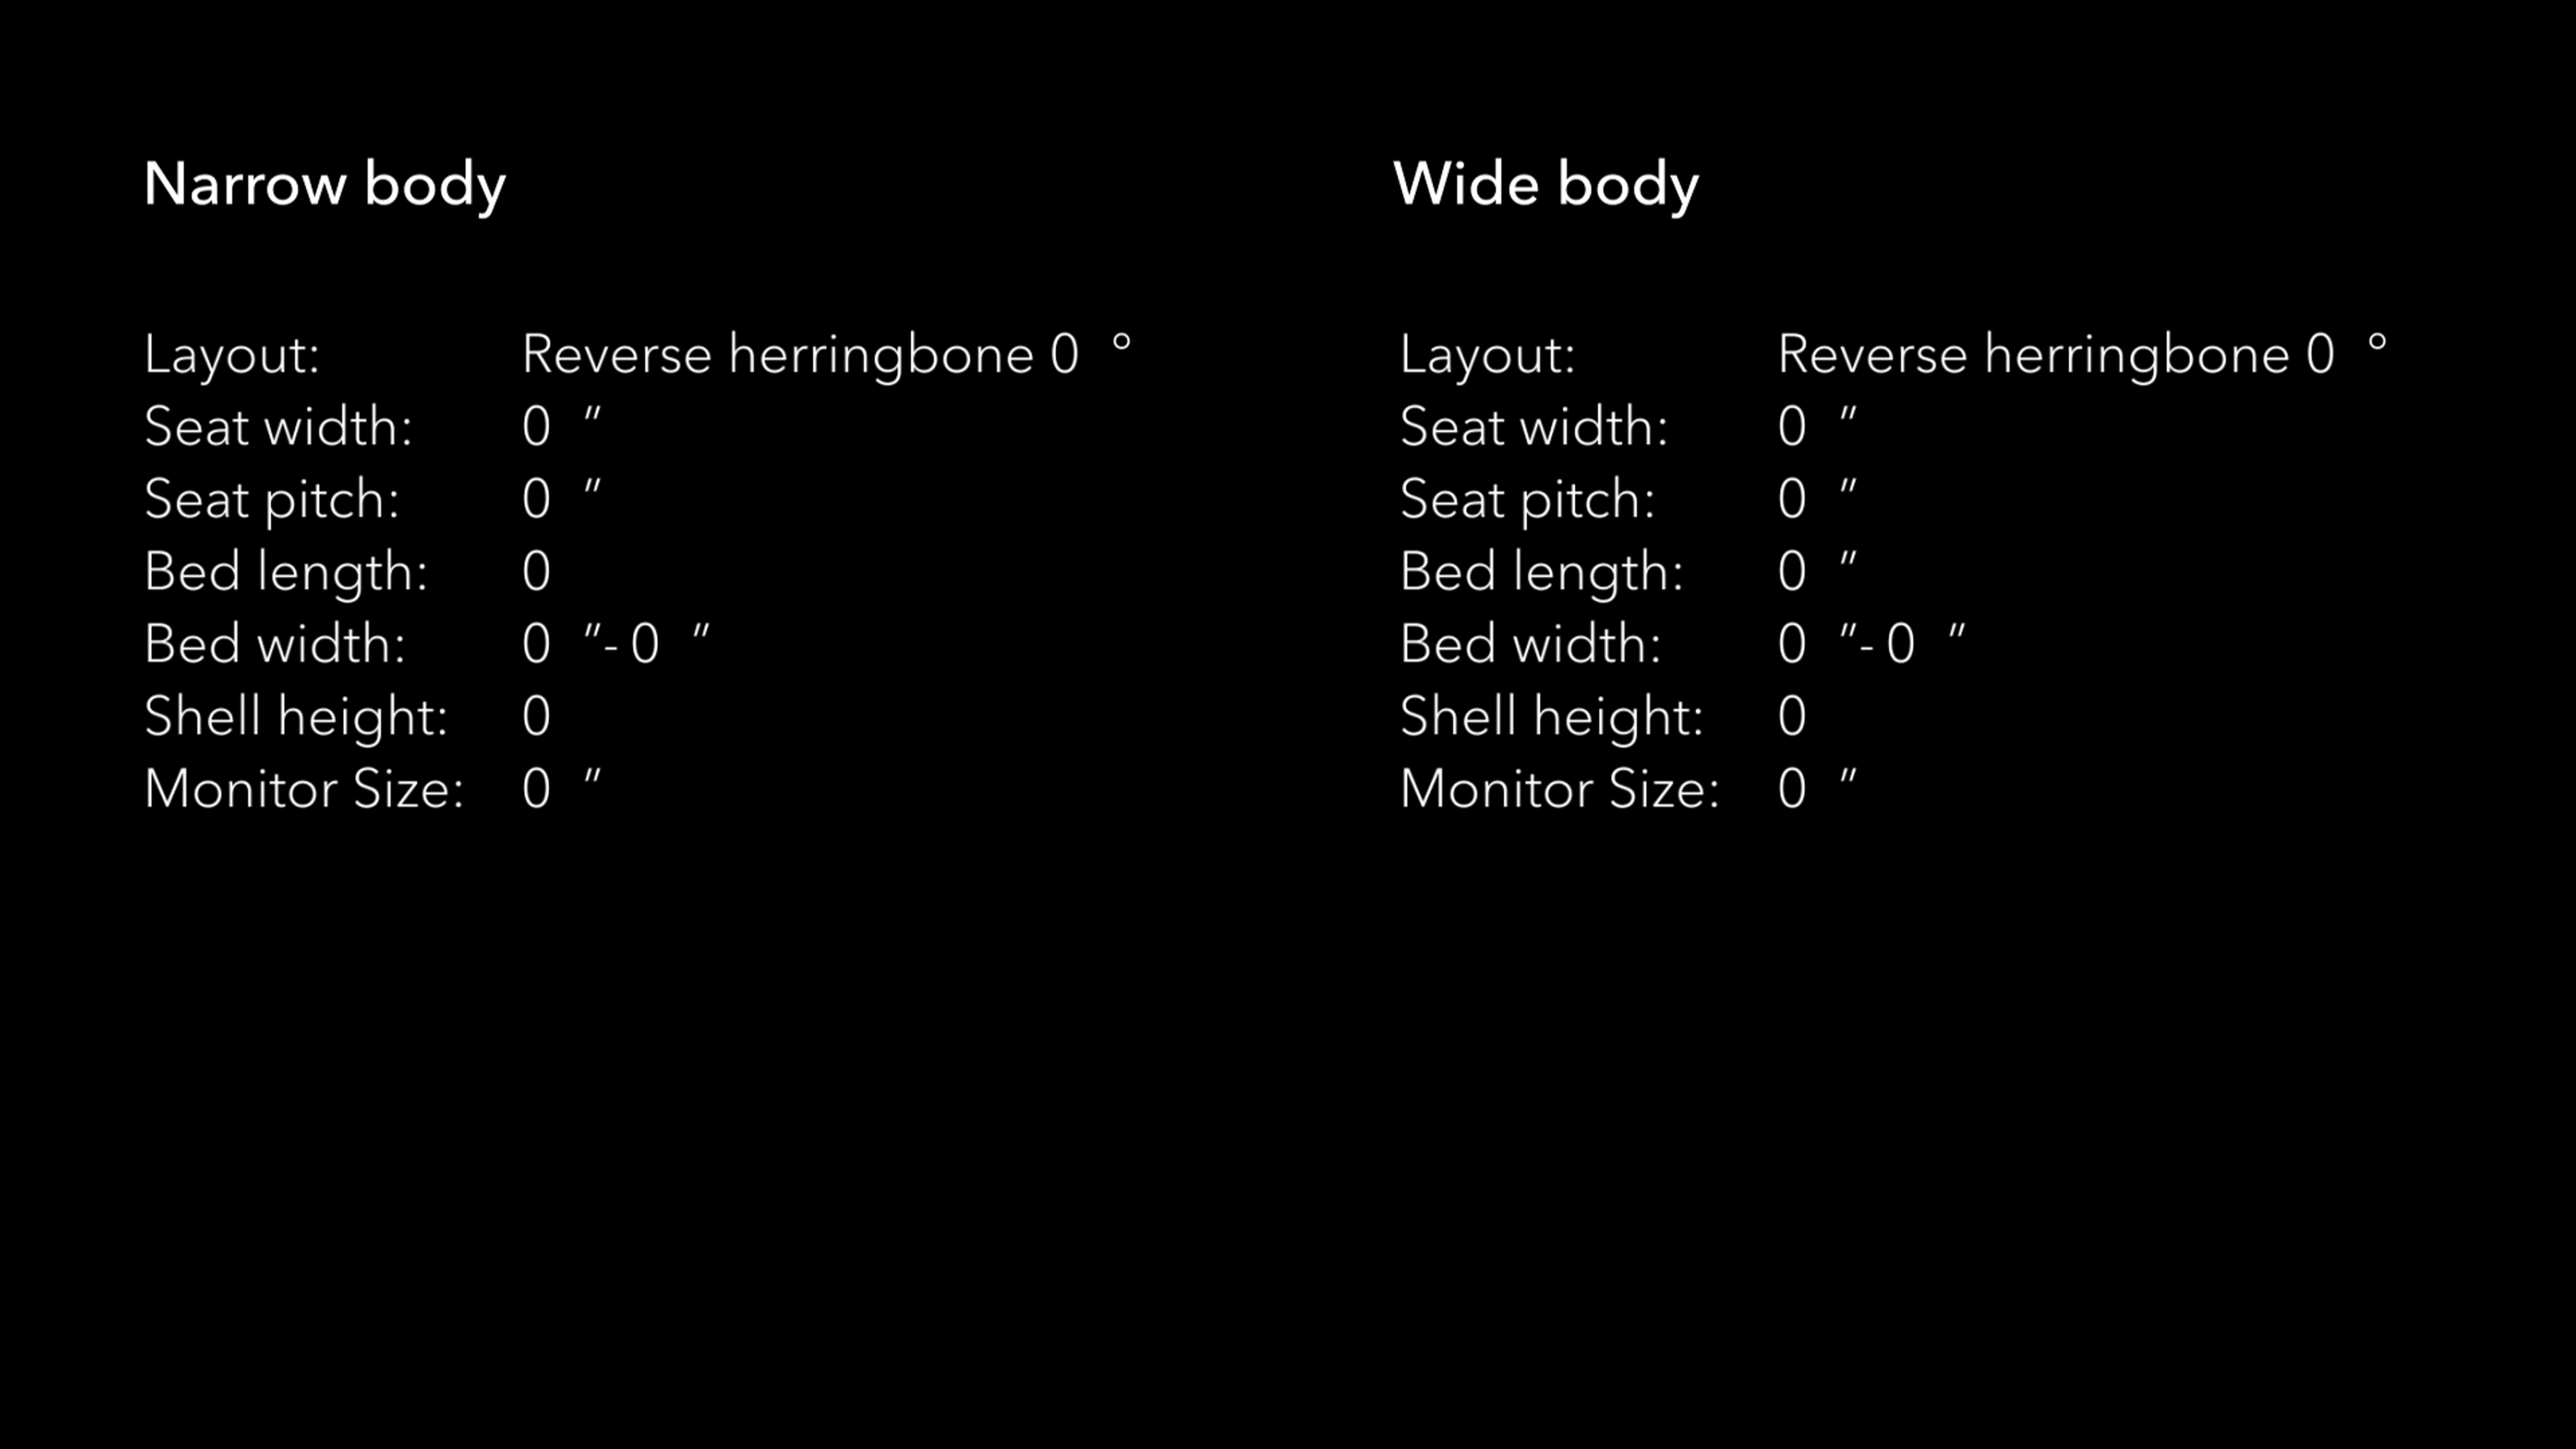 Narrow body
Layout: Reverse herringbone 0 °
Seat width: 0 "
Seat pitch: 0 "
Bed length: 0
Bed width: 0 "- 0 "
Shell height: 0
Monitor Size: 0 "
Wide body
Layout: Reverse herringbone 0 °
Seat width: 0 "
Seat pitch: 0 "
Bed length: 0 "
Bed width: 0 "- 0 "
Shell height: 0
Monitor Size: 0 "